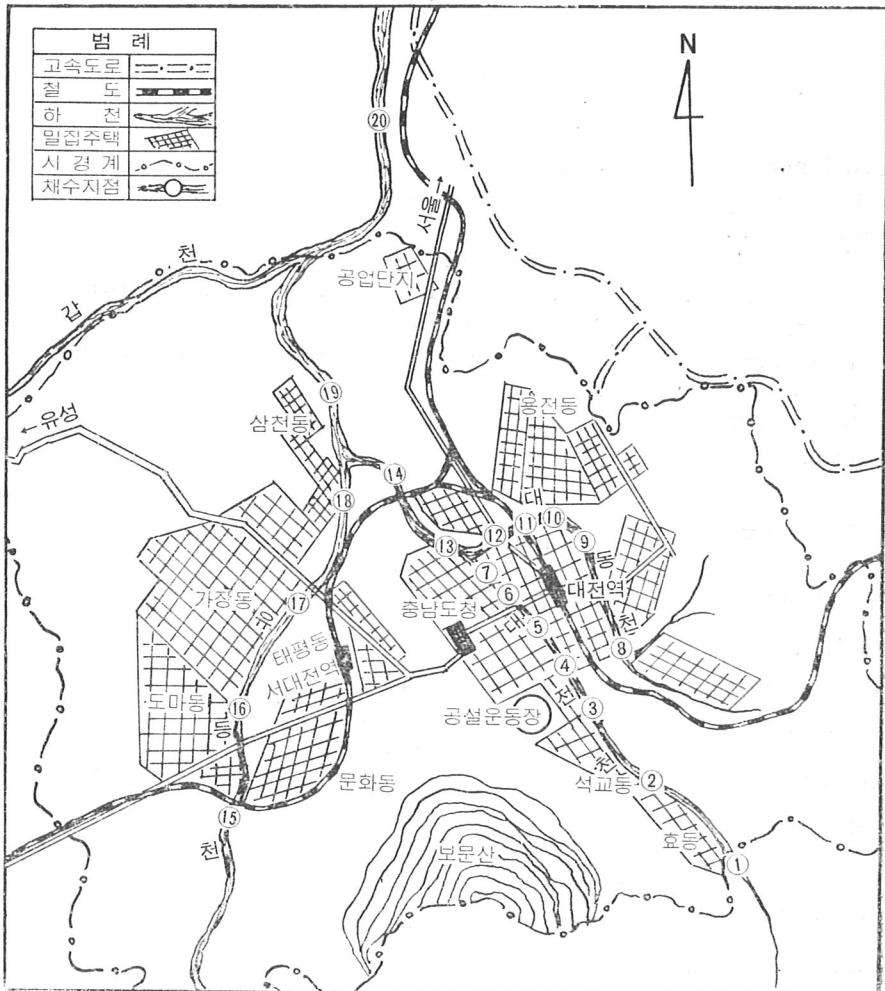 범 례
고속도로
철 도
하 천
밀집주택
시 경 계
채수지점
N
⑳
서울
천
갑
공업단지
←유성
⑲
삼천동
용전동
⑭
⑱
대
⑪
⑩
⑫
⑨
⑬
동
⑦
⑥
대전역
가장동
⑰
유
충남도청
대
⑤
천
⑧
태평동
서대전역
④
도마동
⑯
전
③
등
공설운동장
천
석교동
②
문화동
⑮
천
보문산
효동
①